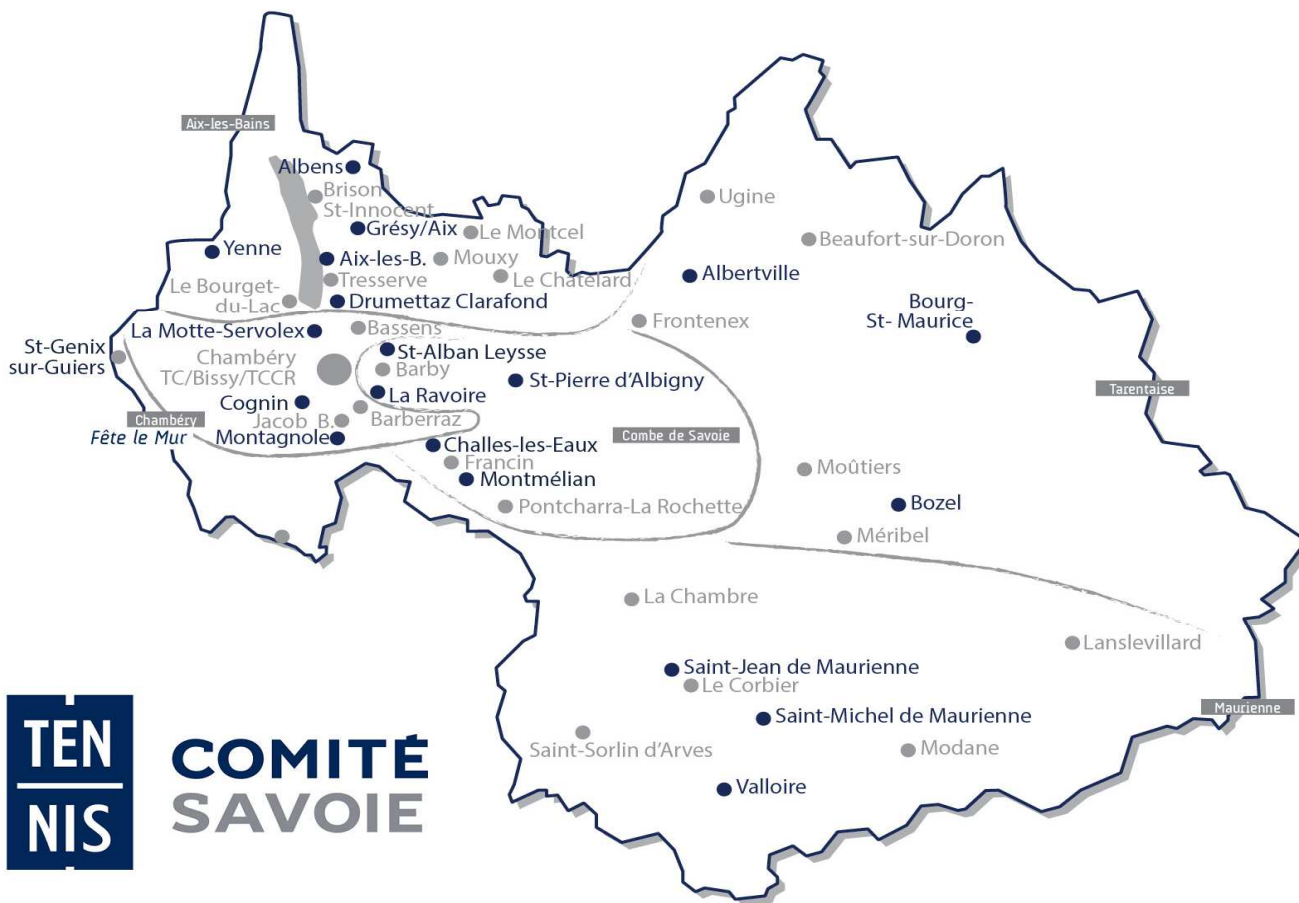 Aix-les-Bains
Albens
Brison
St-Innocent
Ugine
Grésy/Aix
Le Montcel
Beaufort-sur-Doron
Yenne
Aix-les-B.
Mouxy
Tresserve
Le Chatelard
Albertville
Le Bourget-
du-Lac
Drumettaz Clarafond
Bourg-
St- Maurice
La Motte-Servolex
Bassens
Frontenex
St-Genix
sur-Guiers
Chambéry
TC/Bissy/TCCR
St-Alban Leysse
Barby
St-Pierre d'Albigny
Tarentaise
La Ravoire
Cognin
Chambéry
Jacob B.
Barberraz
Fête le Mur
Montagnole
Challes-les-Eaux
Combe de Savoie
Francin
Montmélian
Moûtiers
Pontcharra-La Rochette
Bozel
Méribel
La Chambre
Lanslevillard
Saint-Jean de Maurienne
Le Corbier
Maurienne
Saint-Michel de Maurienne
Saint-Sorlin d'Arves
Modane
Valloire
TEN
NIS
COMITÉ
SAVOIE